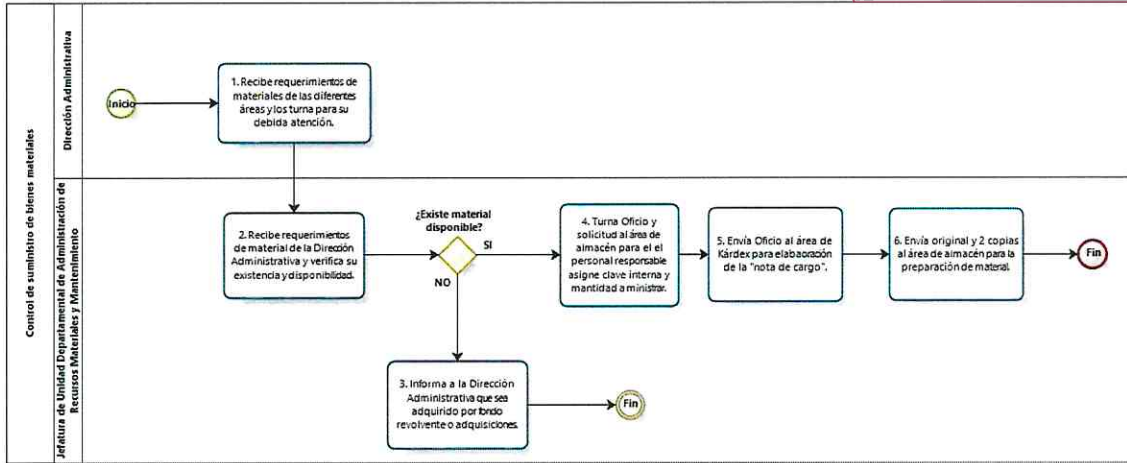 Control de suministro de bienes materiales
Dirección Administrativa
Inicio
1. Recibe requerimientos de
materiales de las diferentes
áreas y los turna para su
debida atención.
Jefatura de Unidad Departamental de Administración de
Recursos Materiales y Mantenimiento
2. Recibe requerimientos
de material de la Dirección
Administrativa y verifica su
existencia y disponibilidad.
¿Existe material
disponible?
SI
NO
4. Turna Oficio y
solicitud al área de
almacén para el el
personal responsable
asigne clave interna y
mantidad a ministrar.
5. Envía Oficio al área de
Kárdex para elabaoración
de la "nota de cargo".
6. Envía original y 2 copias
al área de almacén para la
preparación de material.
Fin
3. Informa a la Dirección
Administrativa que sea
adquirido por fondo
revolvente o adquisiciones.
Fin